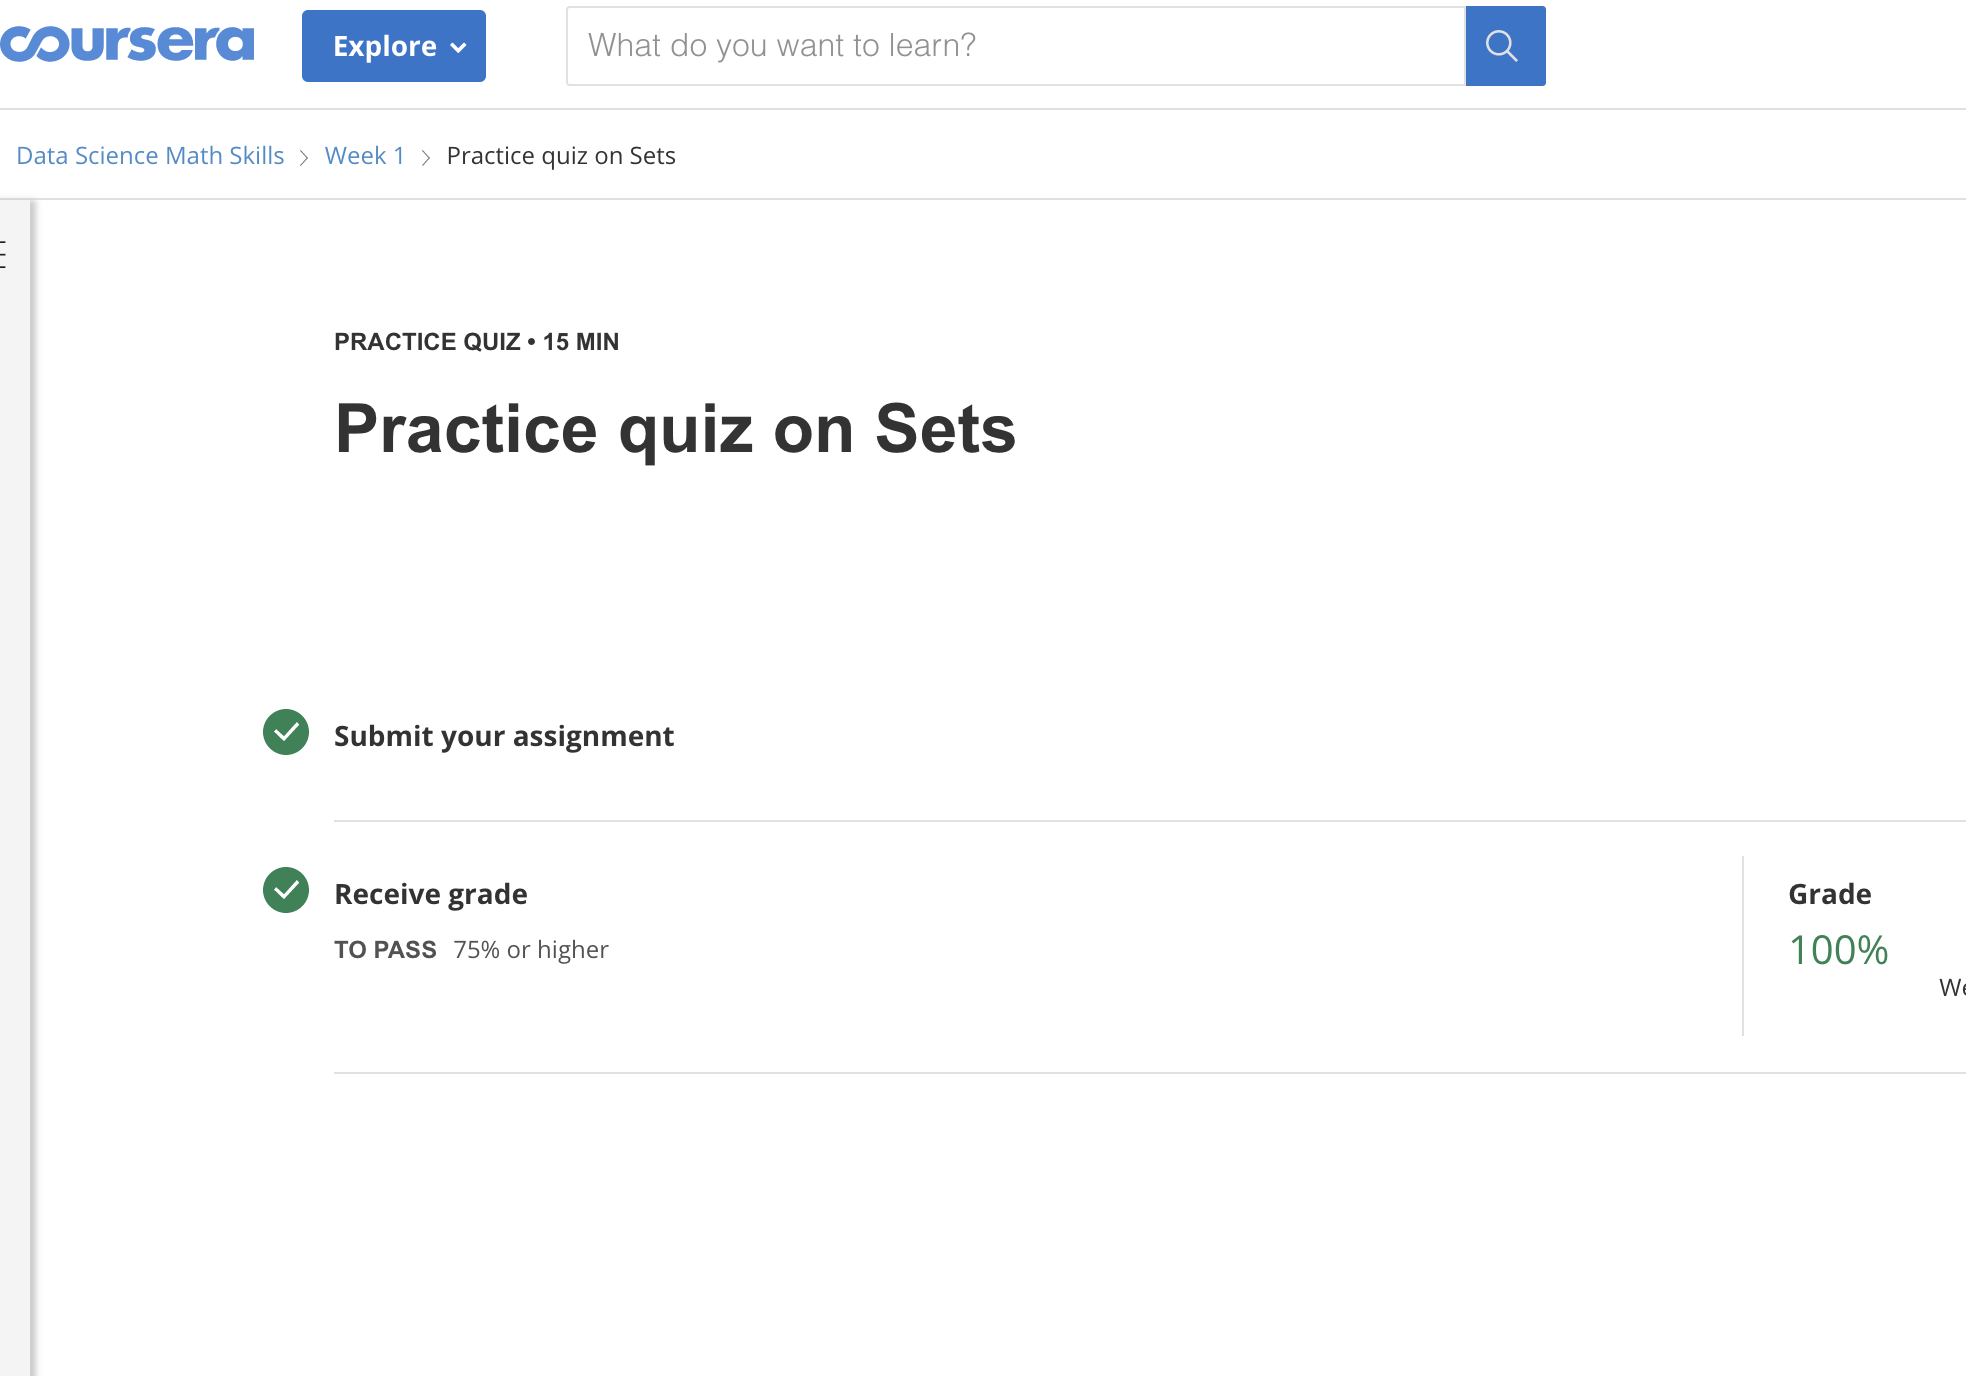 coursera
Explore
What do you want to learn?
Data Science Math Skills > Week 1 > Practice quiz on Sets
PRACTICE QUIZ • 15 MIN
Practice quiz on Sets
Submit your assignment
Receive grade
TO PASS 75% or higher
Grade
100%